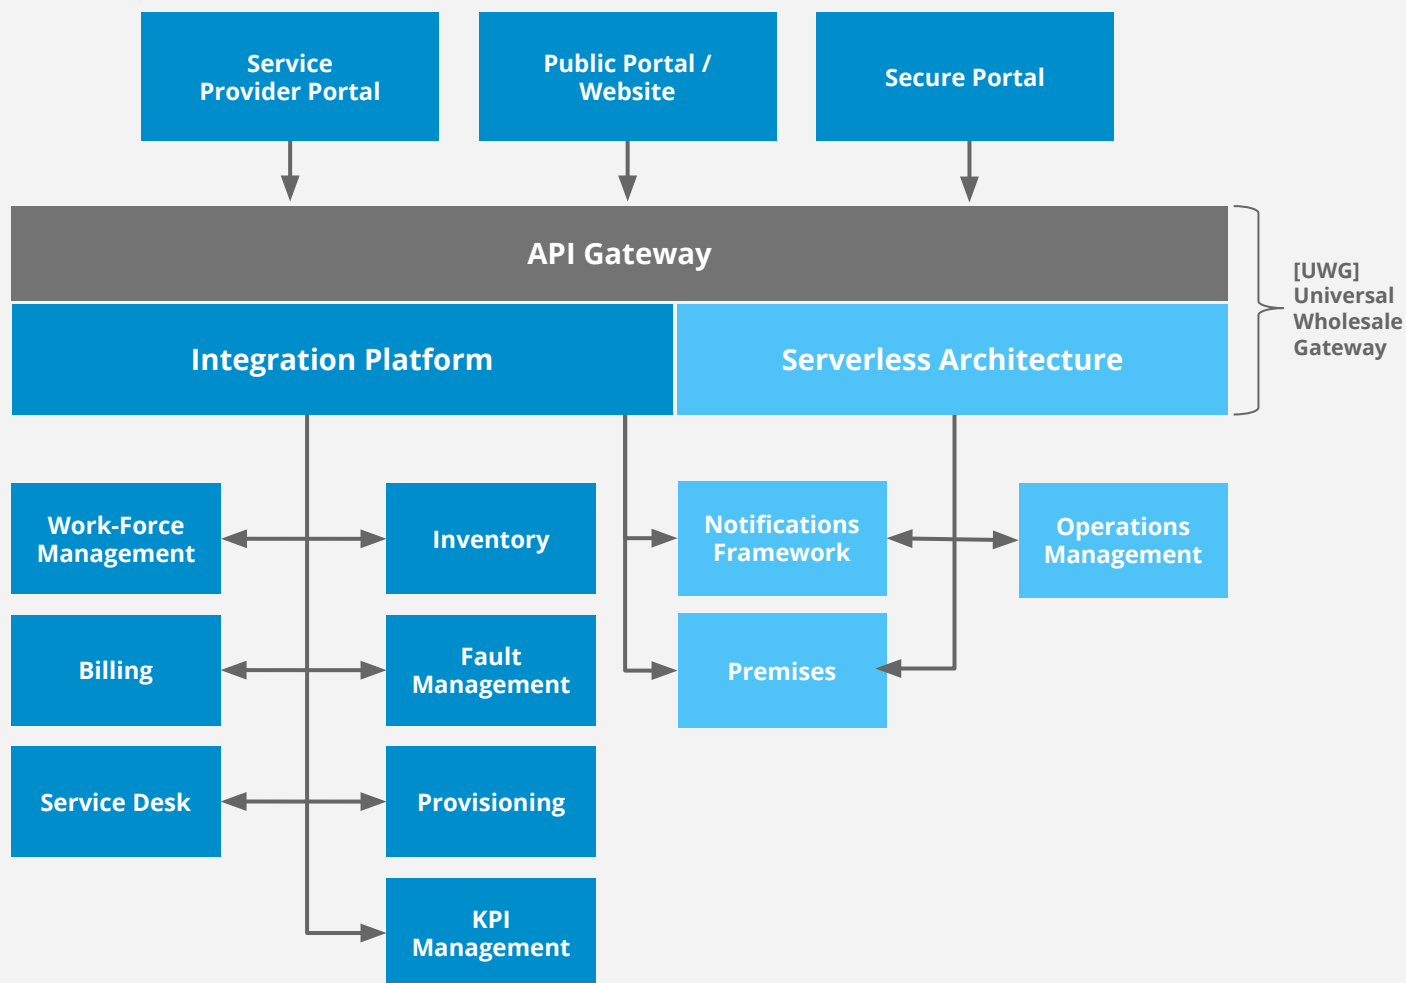 Service
Provider Portal
Public Portal /
Website
Secure Portal
API Gateway
[UWG]
Universal
Wholesale
Gateway
Integration Platform
Serverless Architecture
Work-Force
Management
Inventory
Notifications
Framework
Operations
Management
Billing
Fault
Management
Premises
Service Desk
Provisioning
KPI
Management